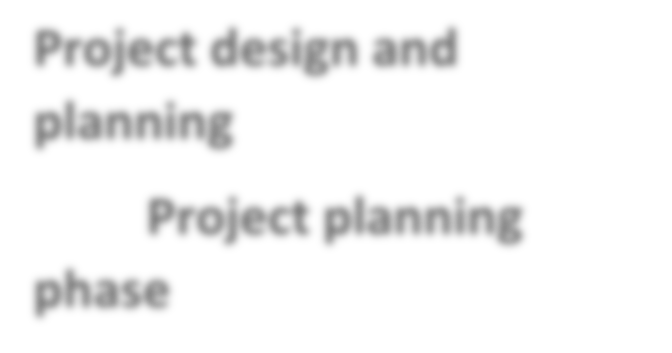 Project design and
planning
Project planning
phase